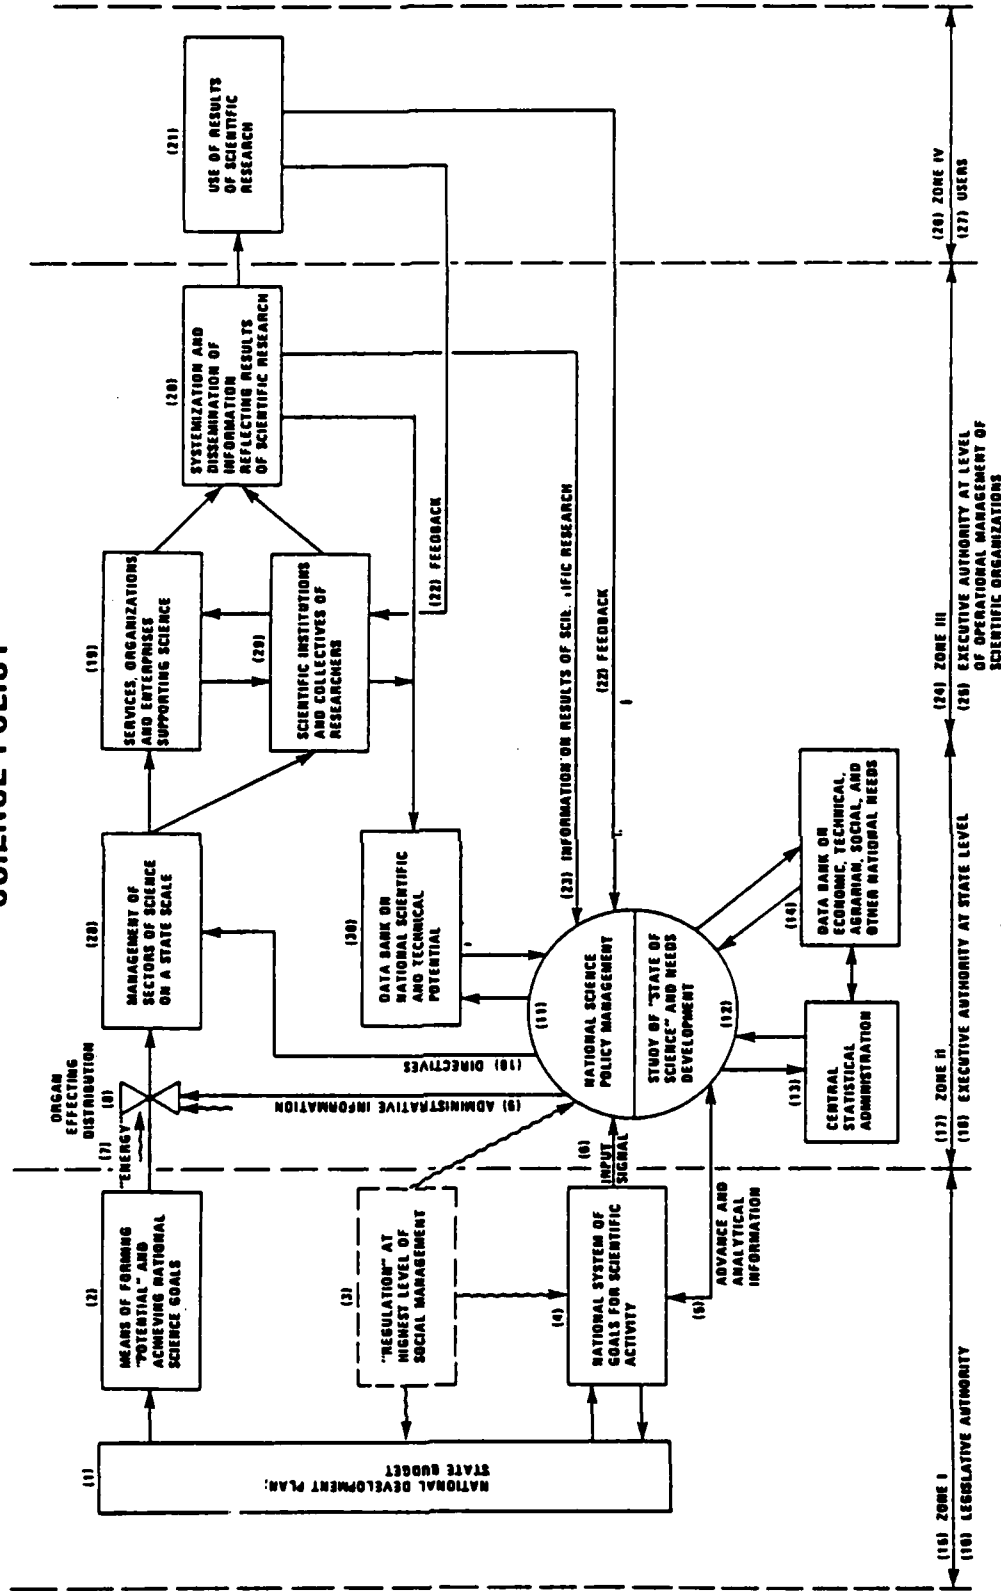 SCIENCE POLICY
(1)
NATIONAL DEVELOPMENT PLAN;
STATE BUDGET
(2)
MEANS OF FORMING
"POTENTIAL" AND
ACHIEVING NATIONAL
SCIENCE GOALS
(3)
"REGULATION" AT
HIGHEST LEVEL OF
SOCIAL MANAGEMENT
(4)
NATIONAL SYSTEM OF
GOALS FOR SCIENTIFIC
ACTIVITY
(5)
ADVANCE AND
ANALYTICAL
INFORMATION
(6)
INPUT
SIGNAL
(7)
"ENERGY"
ORGAN
EFFECTING
DISTRIBUTION
(8)
(9) ADMINISTRATIVE INFORMATION
(10) DIRECTIVES
(28)
MANAGEMENT OF
SECTORS OF SCIENCE
ON A STATE SCALE
(30)
DATA BANK ON
NATIONAL SCIENTIFIC
AND TECHNICAL
POTENTIAL
(11)
NATIONAL SCIENCE
POLICY MANAGEMENT
STUDY OF "STATE OF
SCIENCE" AND NEEDS
DEVELOPMENT
(12)
(13)
CENTRAL
STATISTICAL
ADMINISTRATION
(14)
DATA BANK ON
ECONOMIC, TECHNICAL,
AGRARIAN, SOCIAL, AND
OTHER NATIONAL NEEDS
(19)
SERVICES, ORGANIZATIONS,
AND ENTERPRISES
SUPPORTING SCIENCE
(29)
SCIENTIFIC INSTITUTIONS
AND COLLECTIVES OF
RESEARCHERS
(20)
SYSTEMIZATION AND
DISSEMINATION OF
INFORMATION
REFLECTING RESULTS
OF SCIENTIFIC RESEARCH
(21)
USE OF RESULTS
OF SCIENTIFIC
RESEARCH
(22) FEEDBACK
(23) INFORMATION ON RESULTS OF RESEARCH
(22) FEEDBACK
(15) ZONE I
(16) LEGISLATIVE AUTHORITY
(17) ZONE II
(18) EXECUTIVE AUTHORITY AT STATE LEVEL
(24) ZONE III
(25) EXECUTIVE AUTHORITY AT LEVEL
OF OPERATIONAL MANAGEMENT OF
SCIENTIFIC ORGANIZATIONS
(26) ZONE IV
(27) USERS